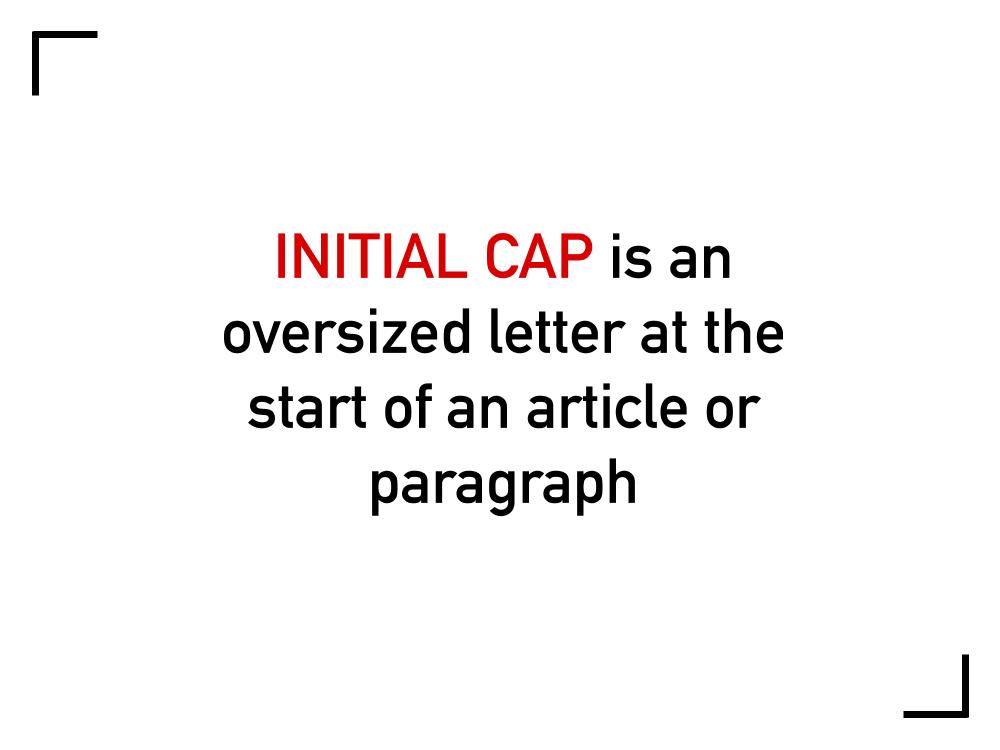 INITIAL CAP is an
oversized letter at the
start of an article or
paragraph